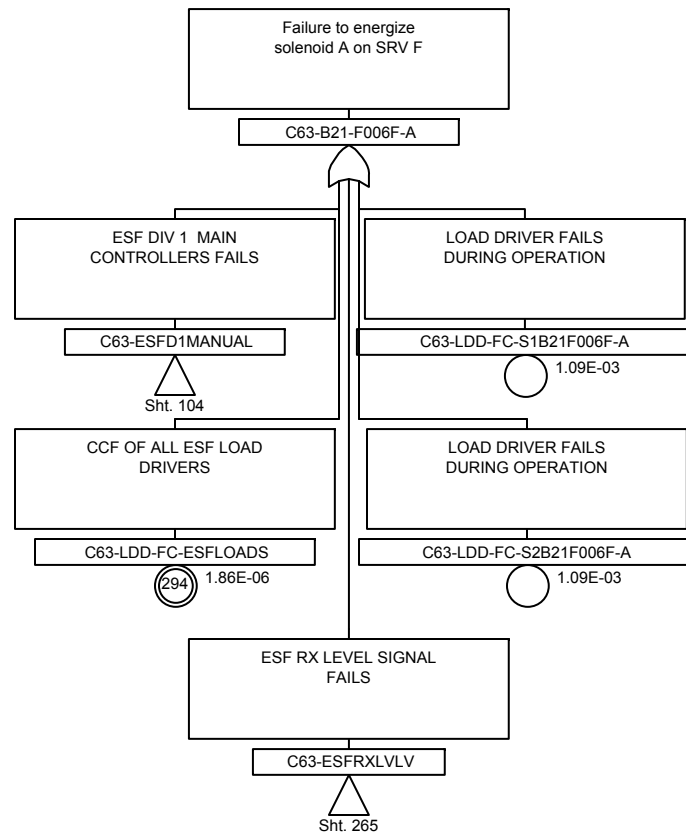 Failure to energize
solenoid A on SRV F
C63-B21-F006F-A
ESF DIV 1 MAIN
CONTROLLERS FAILS
C63-ESFD1MANUAL
Sht. 104
LOAD DRIVER FAILS
DURING OPERATION
C63-LDD-FC-S1B21F006F-A
1.09E-03
CCF OF ALL ESF LOAD
DRIVERS
C63-LDD-FC-ESFLOADS
294
1.86E-06
LOAD DRIVER FAILS
DURING OPERATION
C63-LDD-FC-S2B21F006F-A
1.09E-03
ESF RX LEVEL SIGNAL
FAILS
C63-ESFRXLVLV
Sht. 265